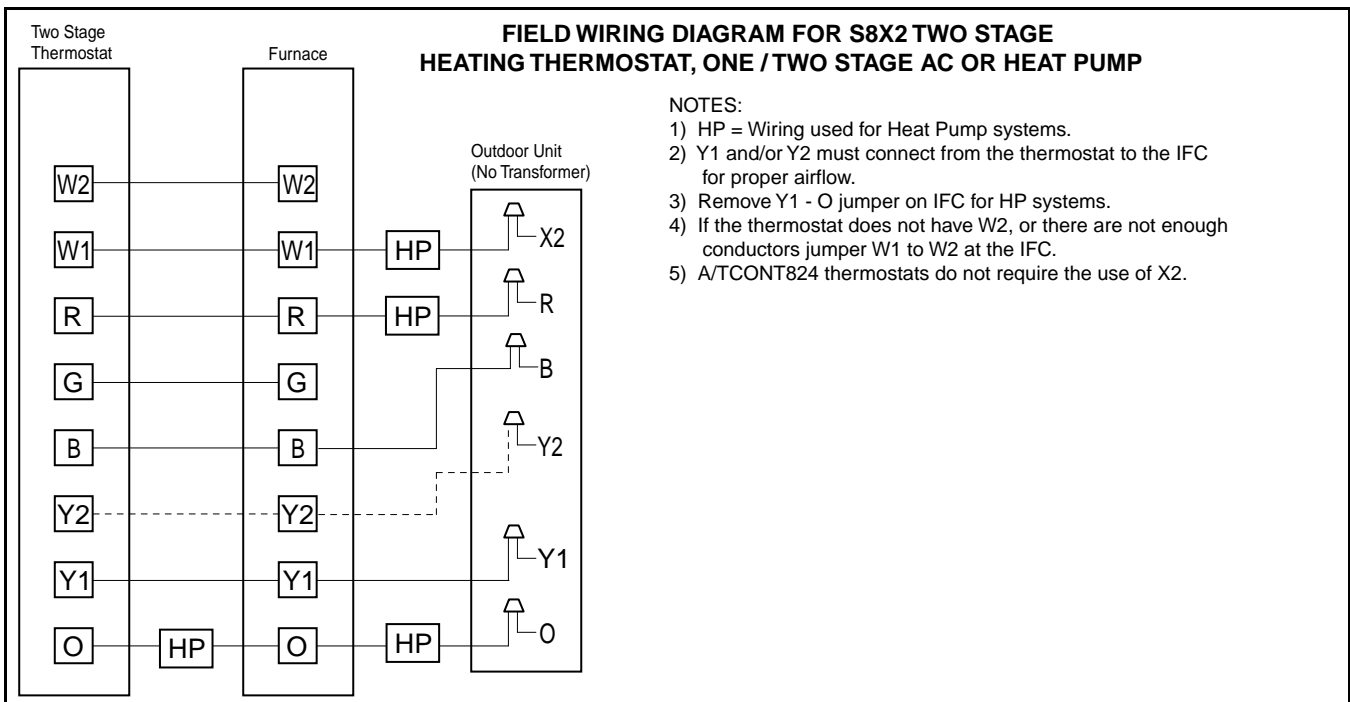 FIELD WIRING DIAGRAM FOR S8X2 TWO STAGE
HEATING THERMOSTAT, ONE / TWO STAGE AC OR HEAT PUMP
Two Stage
Thermostat
Furnace
Outdoor Unit
(No Transformer)
W2 W2
W1 W1 HP X2
R R HP R
G G B
B B Y2
Y2 Y2
Y1 Y1 Y1
O HP O HP O
NOTES:
1) HP = Wiring used for Heat Pump systems.
2) Y1 and/or Y2 must connect from the thermostat to the IFC
for proper airflow.
3) Remove Y1 - O jumper on IFC for HP systems.
4) If the thermostat does not have W2, or there are not enough
conductors jumper W1 to W2 at the IFC.
5) A/TCONT824 thermostats do not require the use of X2.